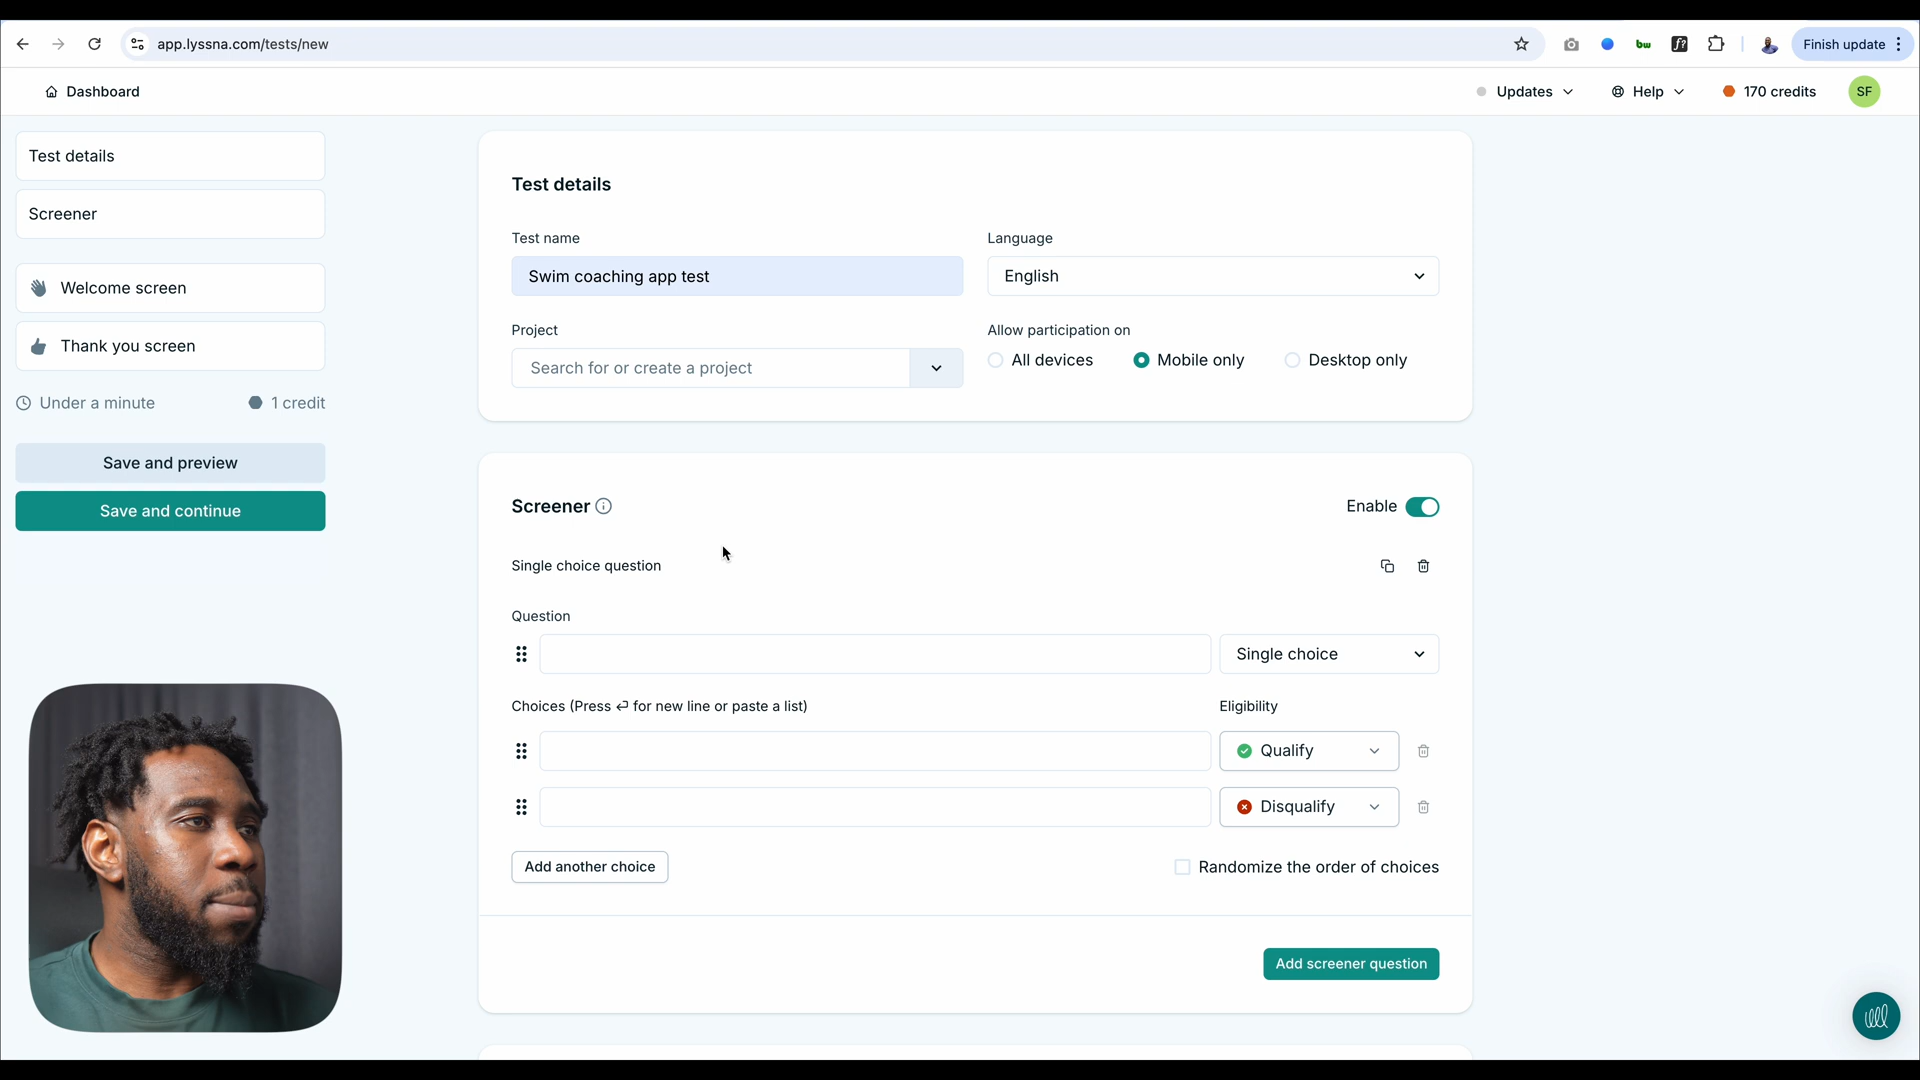 app.lyssna.com/tests/new
bw
f?
Finish update
Dashboard
Updates
Help
170 credits
SF
Test details
Screener
Welcome screen
Thank you screen
Under a minute
1 credit
Save and preview
Save and continue
Test details
Test name
Language
Swim coaching app test
English
Project
Allow participation on
Search for or create a project
All devices
Mobile only
Desktop only
Screener
Enable
Single choice question
Question
Single choice
Choices (Press ⏎ for new line or paste a list)
Eligibility
Qualify
Disqualify
Add another choice
Randomize the order of choices
Add screener question